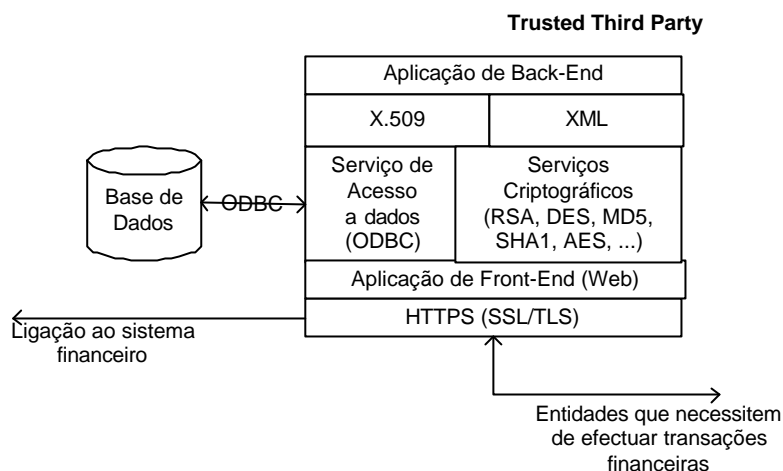 Trusted Third Party
Aplicação de Back-End
X.509
XML
Base de
Dados
ODBC
Serviço de
Acesso
a dados
(ODBC)
Serviços
Criptográficos
(RSA, DES, MD5,
SHA1, AES, ...)
Aplicação de Front-End (Web)
HTTPS (SSL/TLS)
Ligação ao sistema
financeiro
Entidades que necessitem
de efectuar transações
financeiras